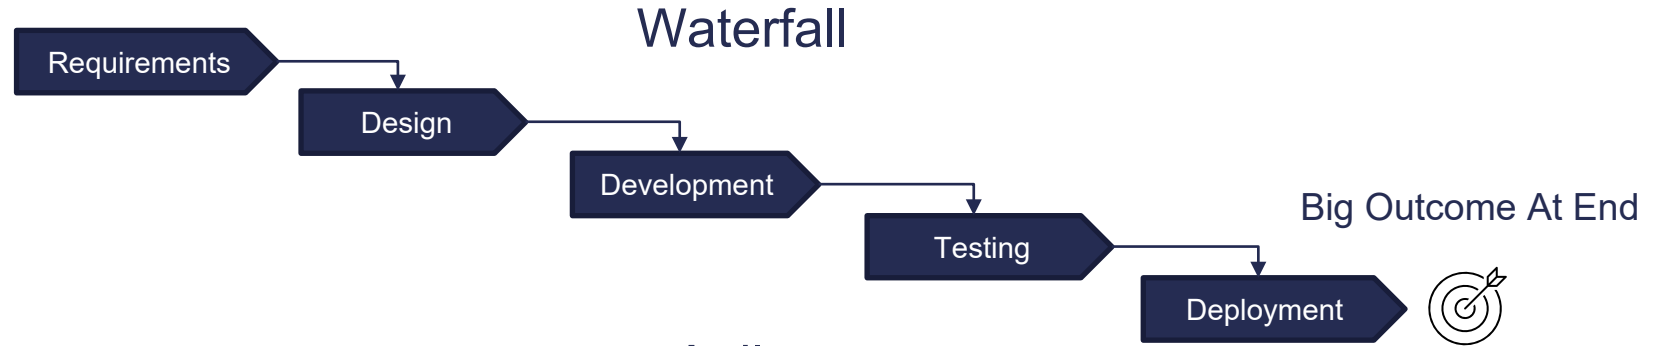 Waterfall
Requirements
Design
Development
Big Outcome At End
Testing
Deployment